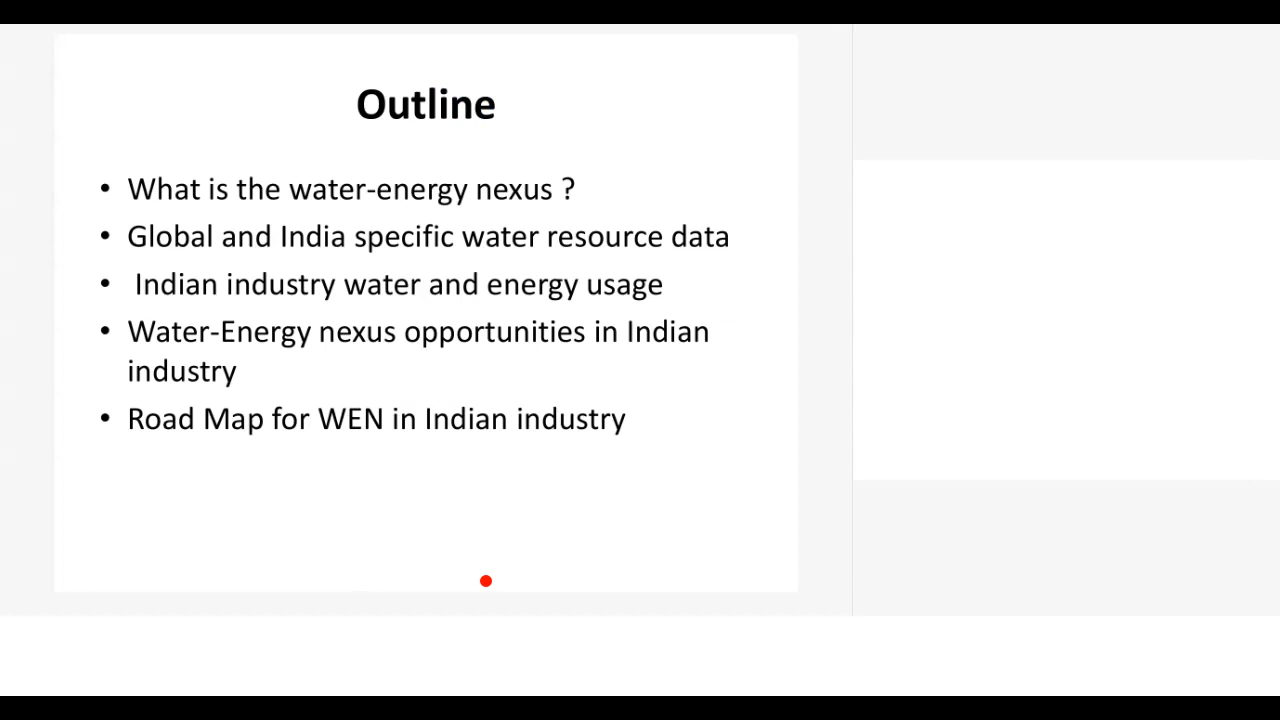 Outline
• What is the water-energy nexus ?
• Global and India specific water resource data
• Indian industry water and energy usage
• Water-Energy nexus opportunities in Indian
industry
• Road Map for WEN in Indian industry